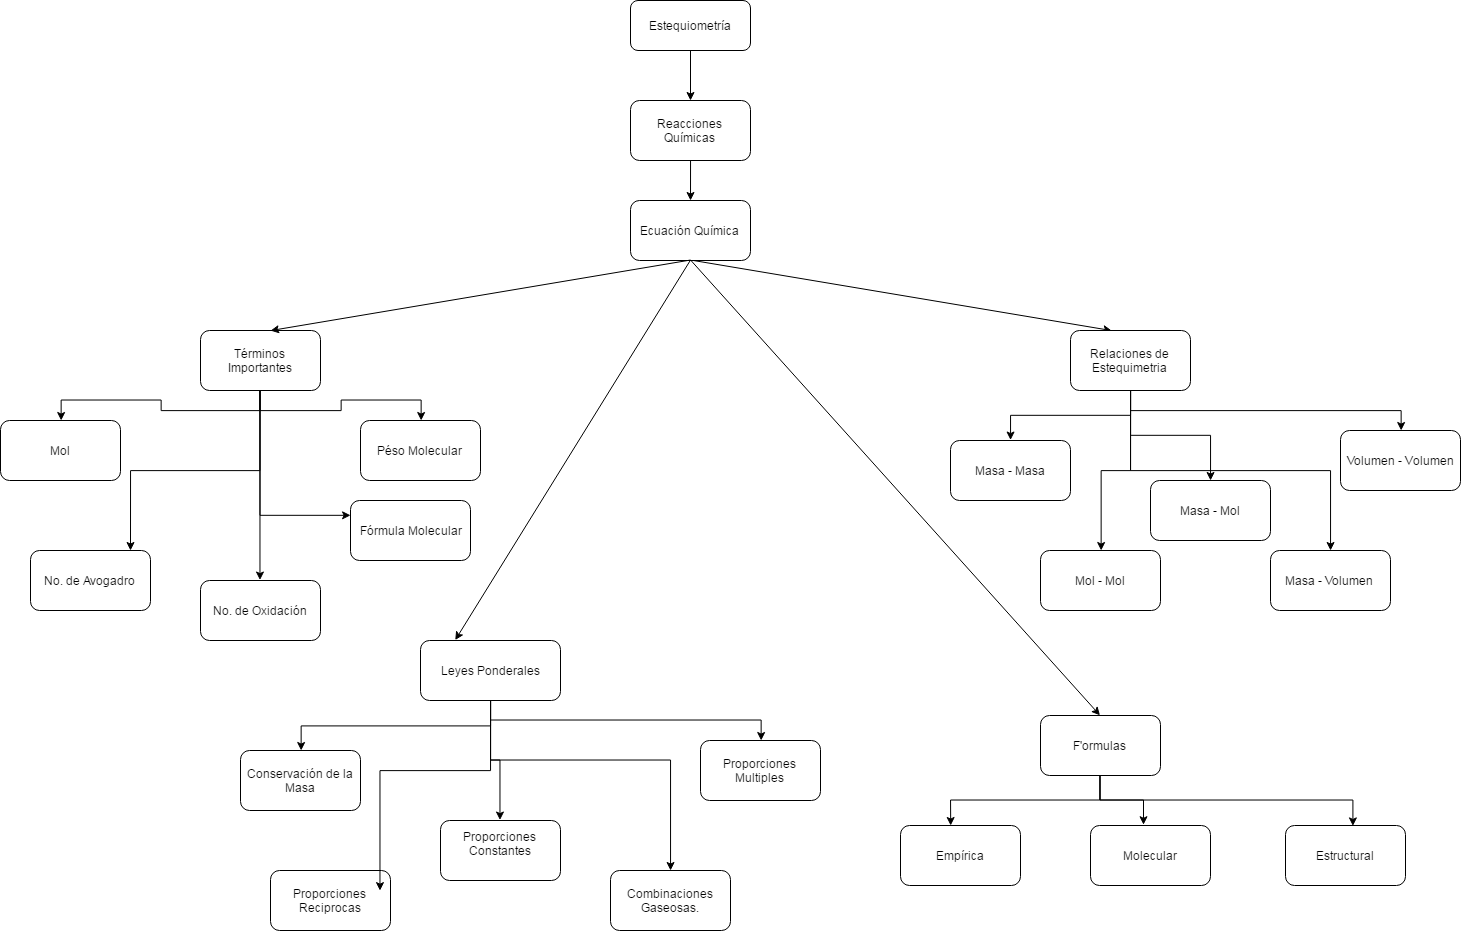 Estequiometría
Reacciones
Químicas
Ecuación Química
Términos
Importantes
Relaciones de
Estequimetria
Mol
Péso Molecular
Masa - Masa
Volumen - Volumen
Masa - Mol
Fórmula Molecular
No. de Avogadro
Mol - Mol
Masa - Volumen
No. de Oxidación
Leyes Ponderales
F'ormulas
Conservación de la
Masa
Proporciones
Multiples
Proporciones
Constantes
Empírica
Molecular
Estructural
Proporciones
Reciprocas
Combinaciones
Gaseosas.